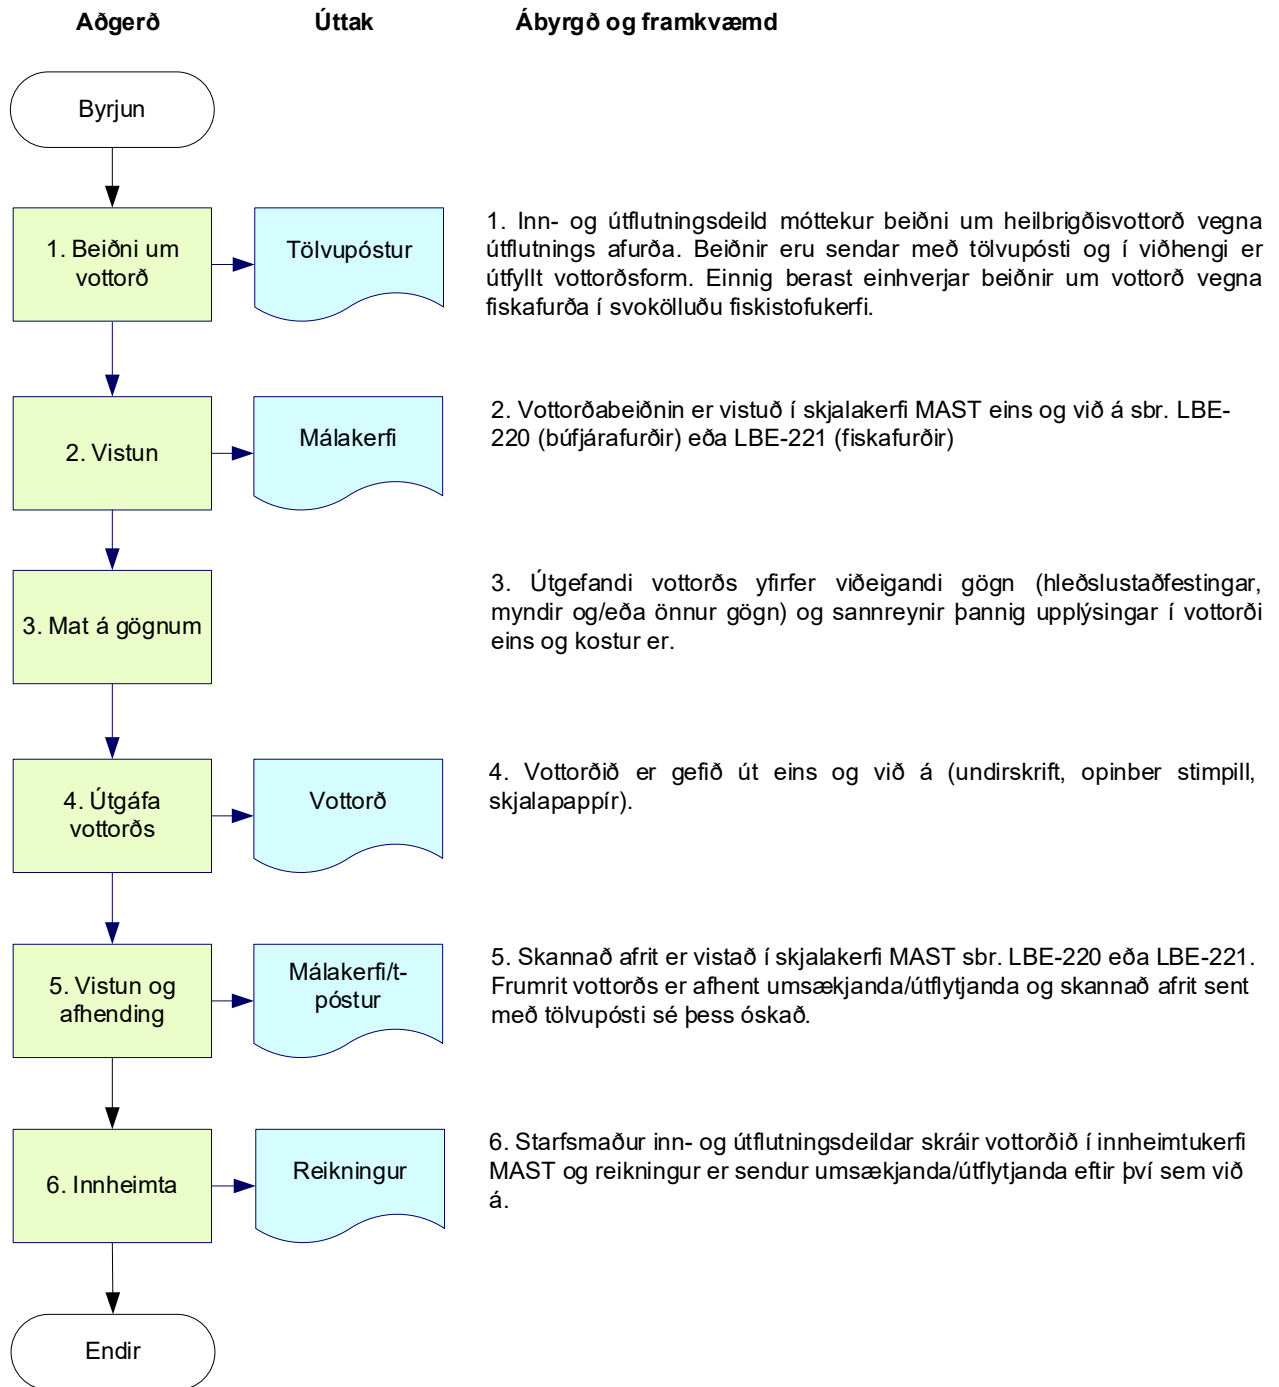 Aðgerð Úttak Ábyrgð og framkvæmd
Byrjun
1. Beiðni um
vottorð
Tölvupóstur
1. Inn- og útflutningsdeild móttekur beiðni um heilbrigðisvottorð vegna
útflutnings afurða. Beiðnir eru sendar með tölvupósti og í viðhengi er
útfyllt vottorðsform. Einnig berast einhverjar beiðnir um vottorð vegna
fiskafurða í svokölluðu fiskistofukerfi.
2. Vistun
Málakerfi
2. Vottorðabeiðnin er vistuð í skjalakerfi MAST eins og við á sbr. LBE-
220 (búfjárafurðir) eða LBE-221 (fiskafurðir)
3. Mat á gögnum
3. Útgefandi vottorðs yfirfer viðeigandi gögn (hleðslustaðfestingar,
myndir og/eða önnur gögn) og sannreynir þannig upplýsingar í vottorði
eins og kostur er.
4. Útgáfa
vottorðs
Vottorð
4. Vottorðið er gefið út eins og við á (undirskrift, opinber stimpill,
skjalapappír).
5. Vistun og
afhending
Málakerfi/t-
póstur
5. Skannað afrit er vistað í skjalakerfi MAST sbr. LBE-220 eða LBE-221.
Frumrit vottorðs er afhent umsækjanda/útflytjanda og skannað afrit sent
með tölvupósti sé þess óskað.
6. Innheimta
Reikningur
6. Starfsmaður inn- og útflutningsdeildar skráir vottorðið í innheimtukerfi
MAST og reikningur er sendur umsækjanda/útflytjanda eftir því sem við
á.
Endir